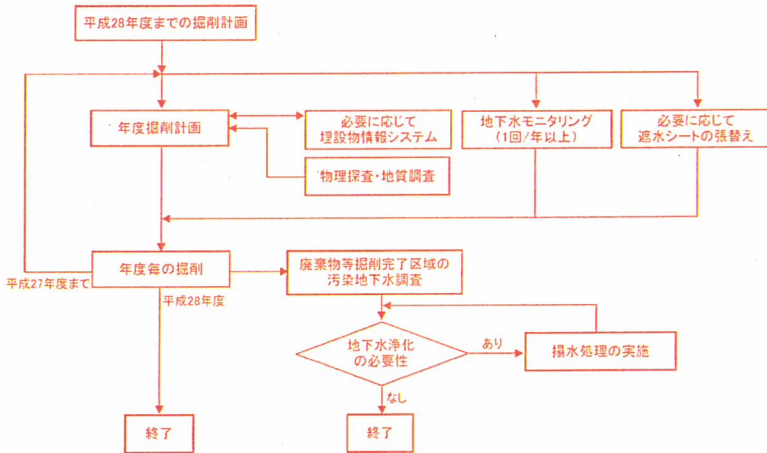 平成28年度までの掘削計画
年度掘削計画
必要に応じて
埋設物情報システム
地下水モニタリング
(1回/年以上)
必要に応じて
遮水シートの張替え
物理探査・地質調査
年度毎の掘削
廃棄物等掘削完了区域の
汚染地下水調査
平成27年度まで
平成28年度
地下水浄化
の必要性
あり
揚水処理の実施
なし
終了
終了